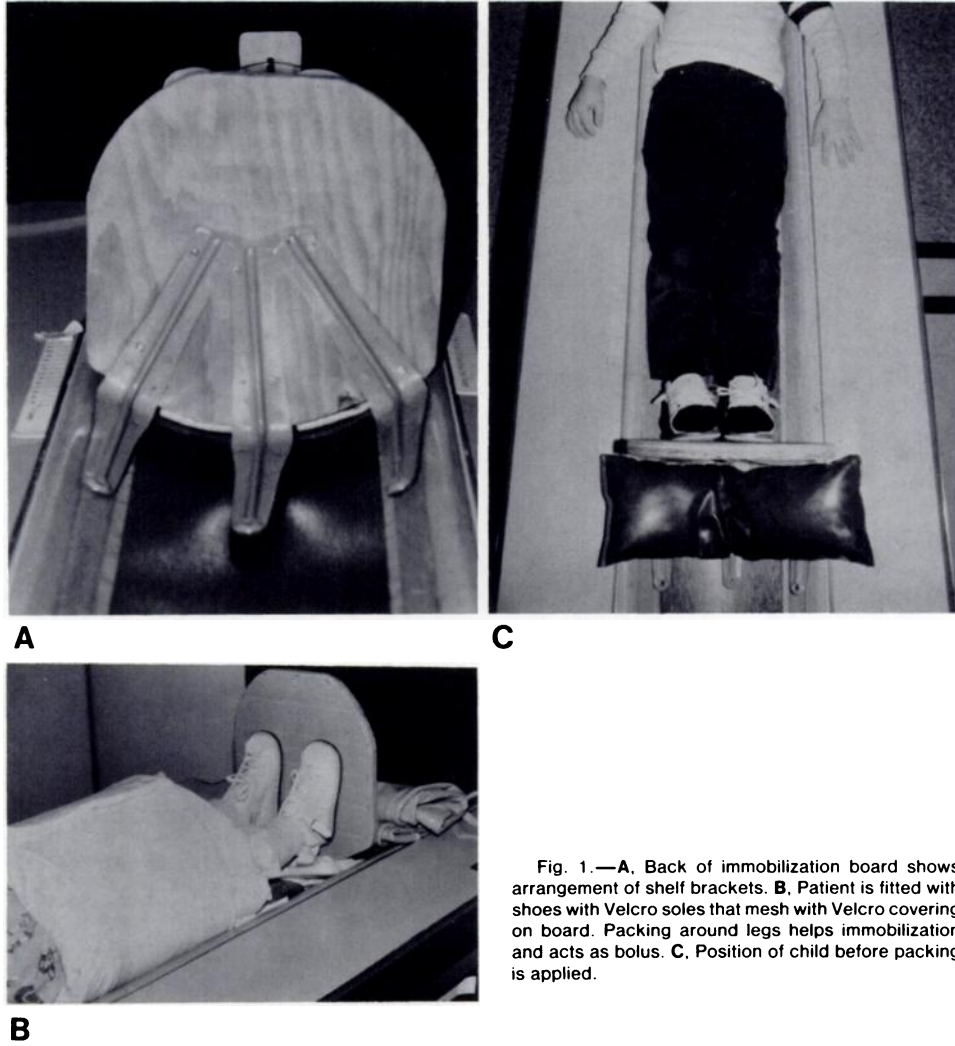 A
C
B
Fig. 1.—A, Back of immobilization board shows
arrangement of shelf brackets. B, Patient is fitted with
shoes with Velcro soles that mesh with Velcro covering
on board. Packing around legs helps immobilization
and acts as bolus. C, Position of child before packing
is applied.